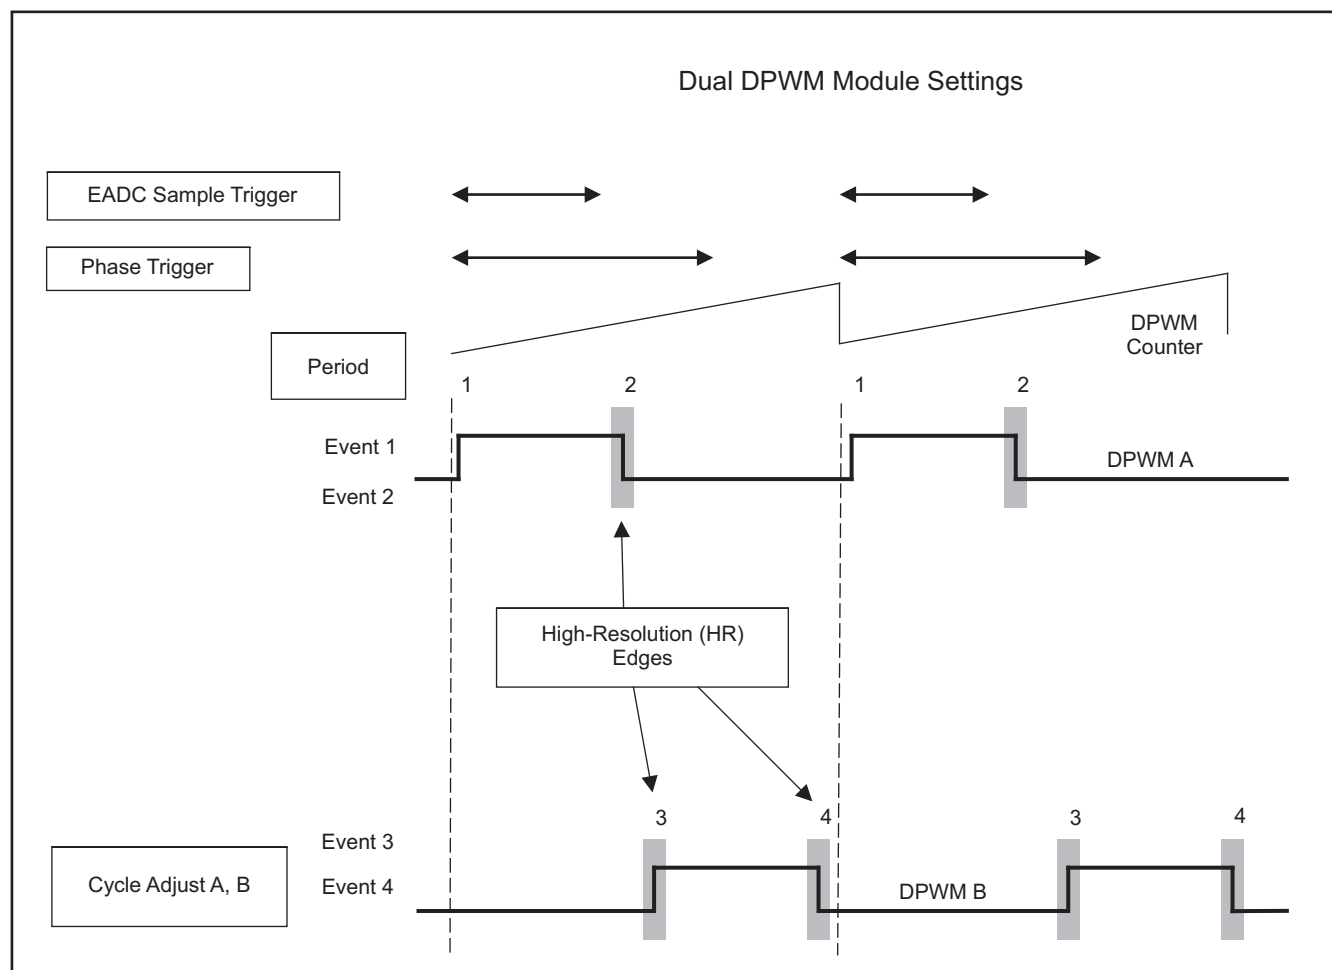 Dual DPWM Module Settings
EADC Sample Trigger
Phase Trigger
DPWM
Counter
Period
1
2
1
2
Event 1
DPWM A
Event 2
High-Resolution (HR)
Edges
3
4
3
4
Event 3
Cycle Adjust A, B
Event 4
DPWM B